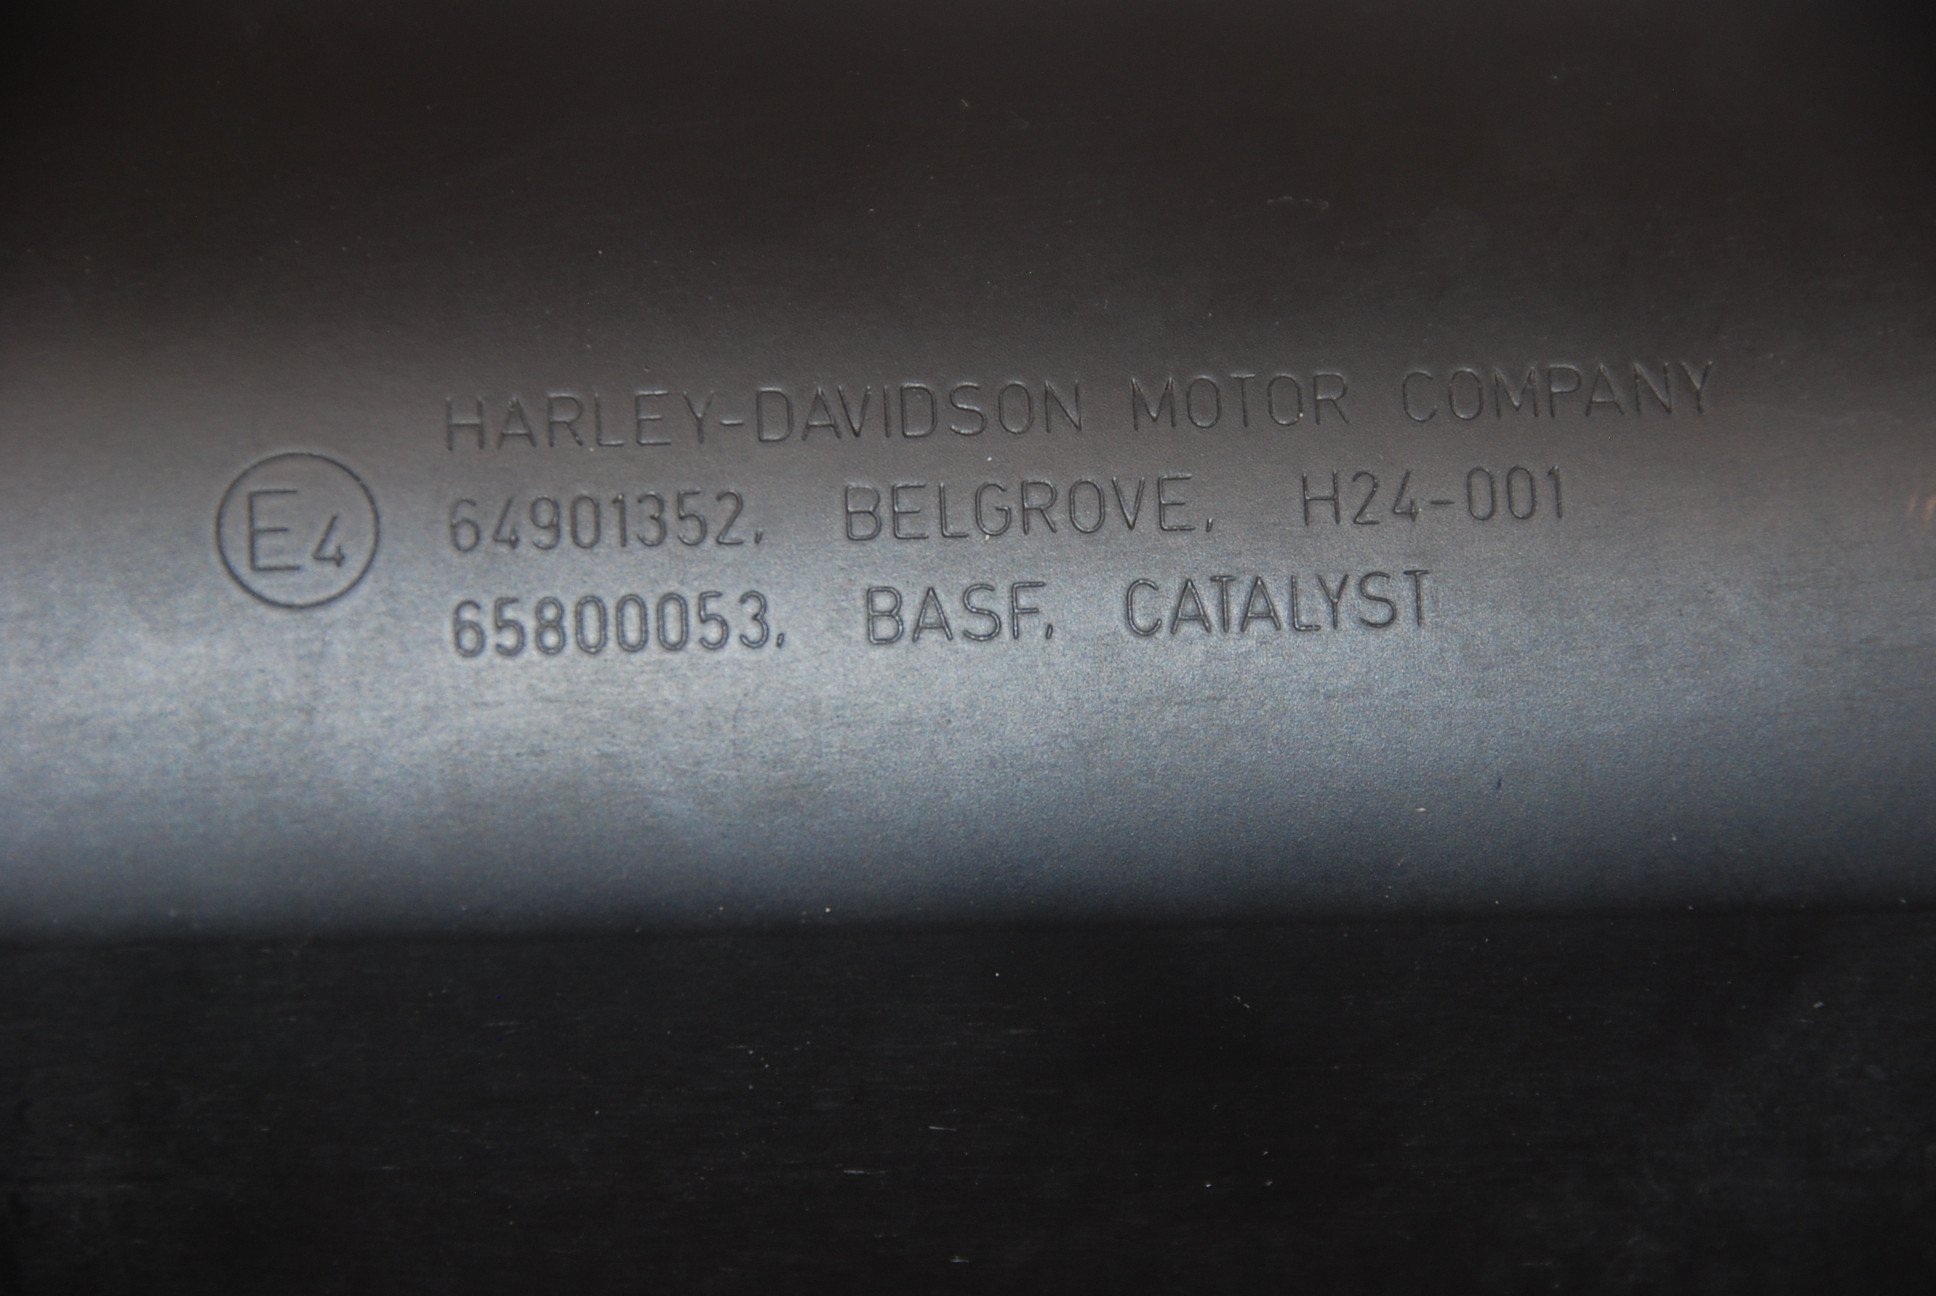 HARLEY-DAVIDSON MOTOR COMPANY
E4 64901352, BELGROVE, H24-001
65800053, BASF, CATALYST